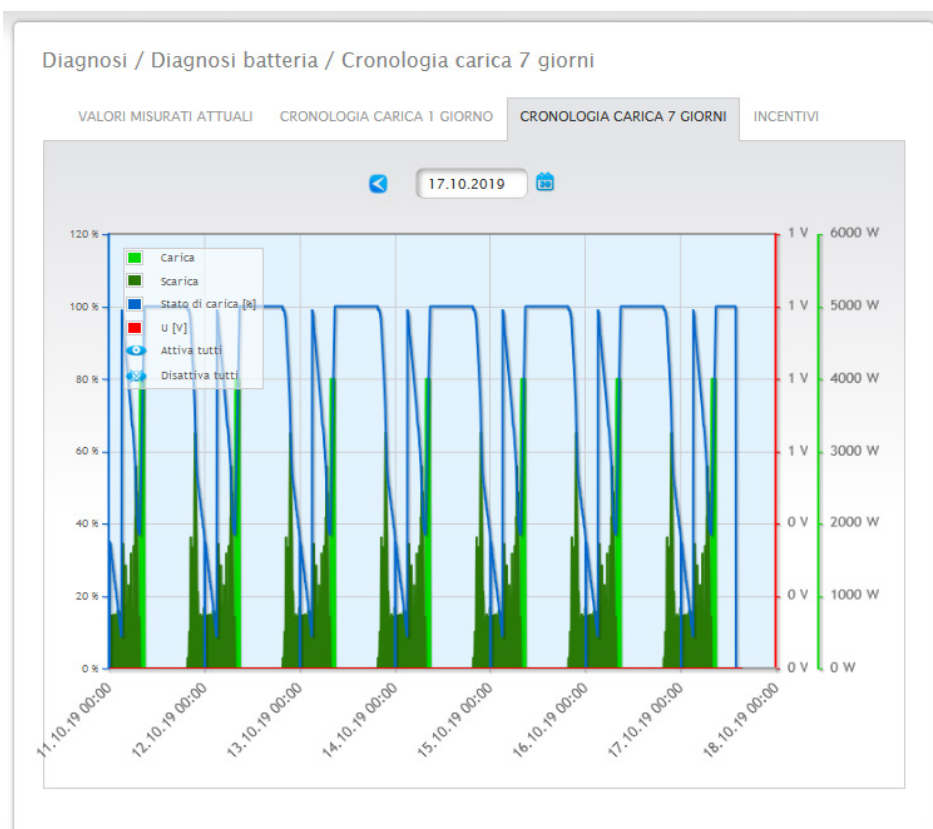 Diagnosi / Diagnosi batteria / Cronologia carica 7 giorni
VALORI MISURATI ATTUALI CRONOLOGIA CARICA 1 GIORNO CRONOLOGIA CARICA 7 GIORNI INCENTIVI
17.10.2019 30
120 % 1 V 6000 W
Carica
Scarica
Stato di carica [%]
U [V]
Attiva tutti
Disattiva tutti
100 % 1 V 5000 W
80 % 1 V 4000 W
60 % 1 V 3000 W
40 % 0 V 2000 W
20 % 0 V 1000 W
0 % 0 V 0 W
11.10.19 00:00 12.10.19 00:00 13.10.19 00:00 14.10.19 00:00 15.10.19 00:00 16.10.19 00:00 17.10.19 00:00 18.10.19 00:00